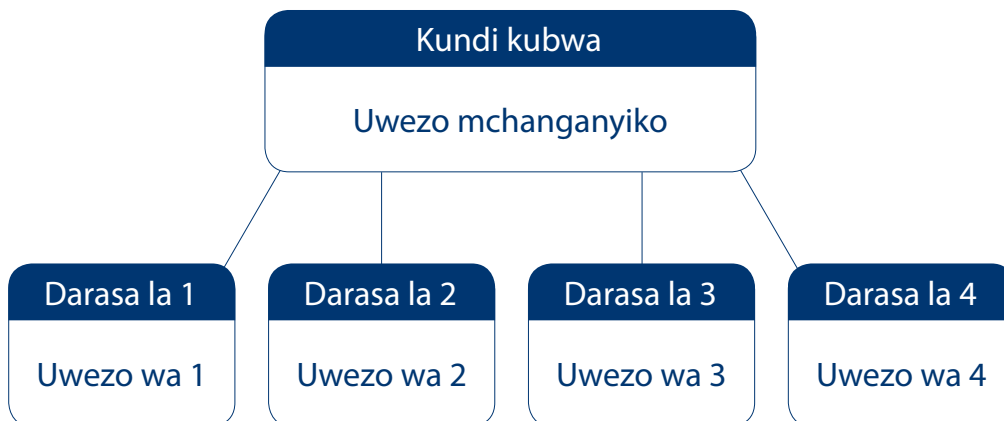 Kundi kubwa
Uwezo mchanganyiko
Darasa la 1
Darasa la 2
Darasa la 3
Darasa la 4
Uwezo wa 1
Uwezo wa 2
Uwezo wa 3
Uwezo wa 4